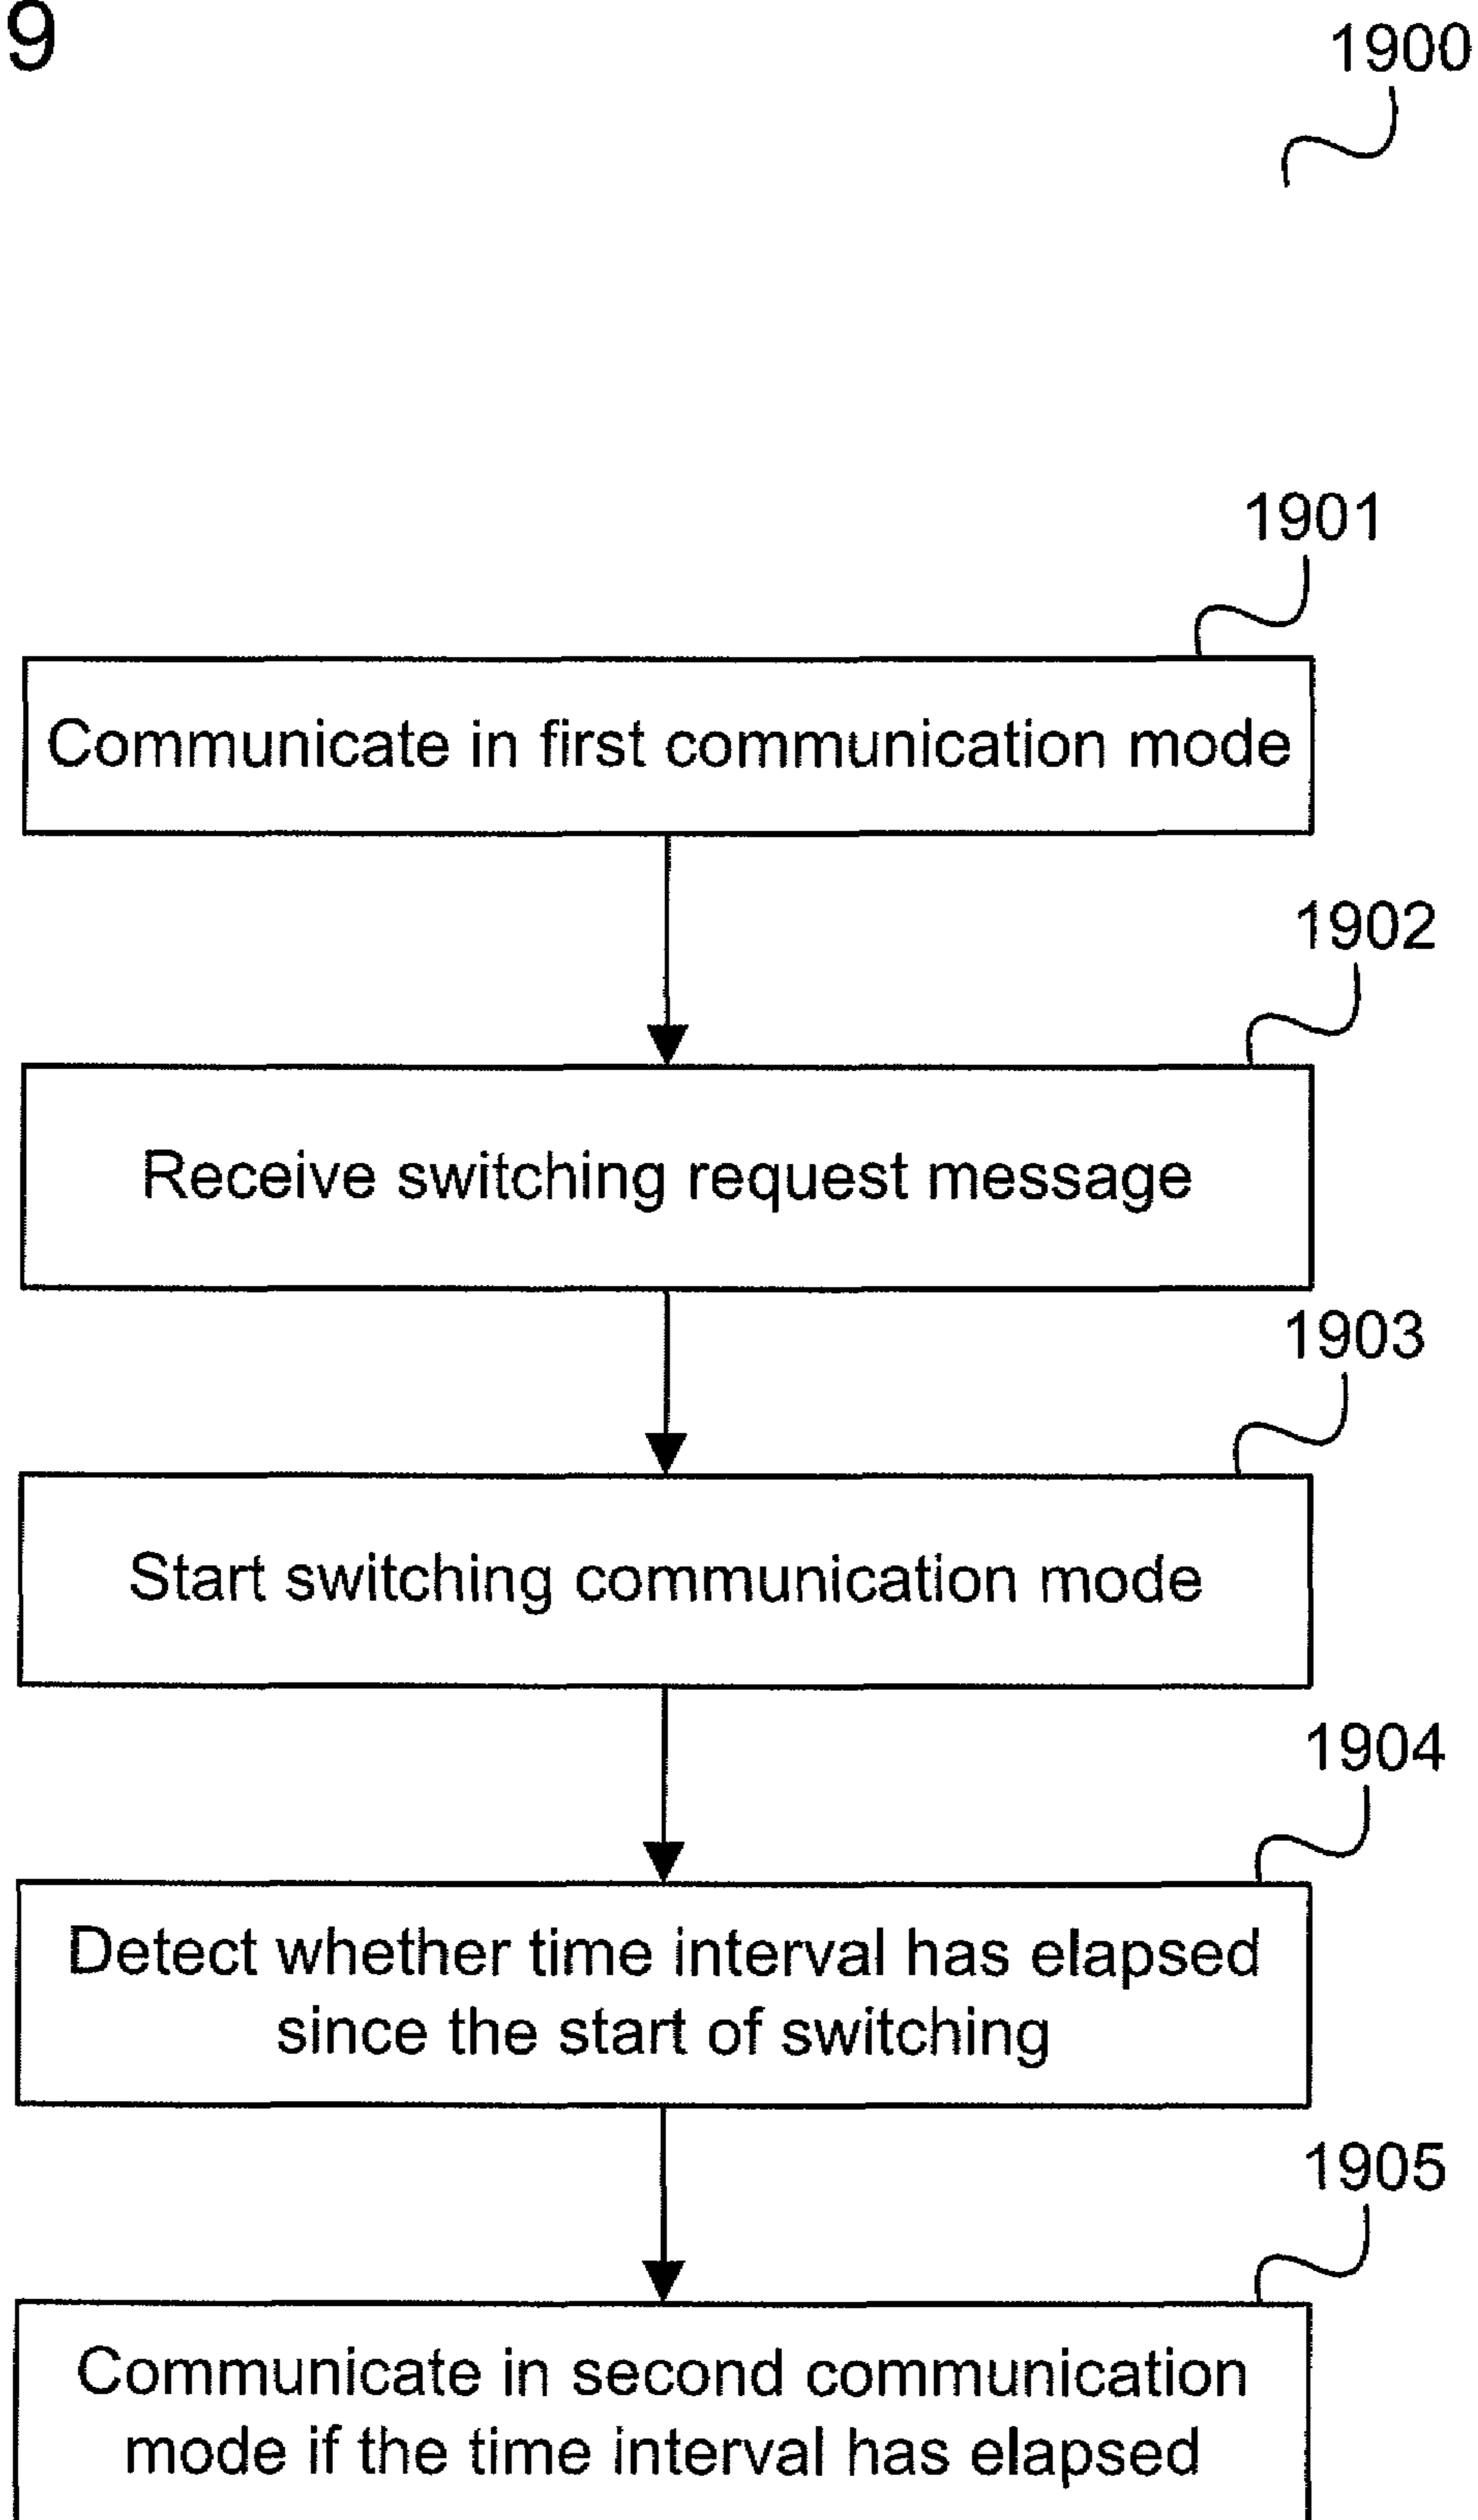 9
1900
1901
Communicate in first communication mode
1902
Receive switching request message
1903
Start switching communication mode
1904
Detect whether time interval has elapsed
since the start of switching
1905
Communicate in second communication
mode if the time interval has elapsed